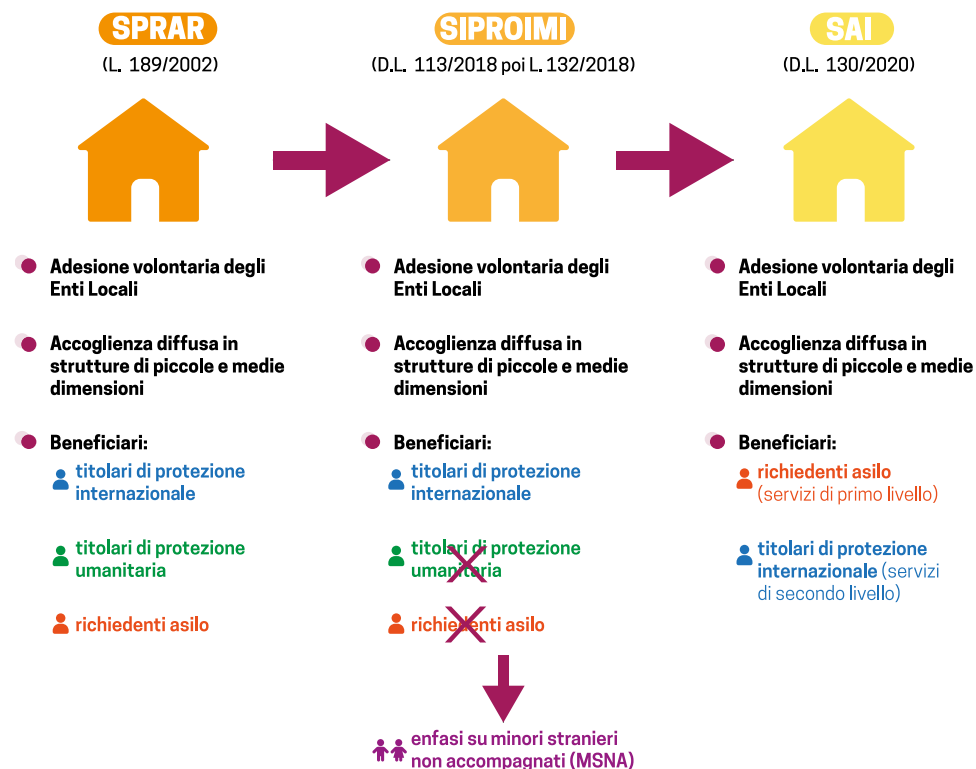 SPRAR
(L. 189/2002)
Adesione volontaria degli
Enti Locali
Accoglienza diffusa in
strutture di piccole e medie
dimensioni
Beneficiari:
titolari di protezione
internazionale
titolari di protezione
umanitaria
richiedenti asilo
SIPROIMI
(D.L. 113/2018 poi L. 132/2018)
Adesione volontaria degli
Enti Locali
Accoglienza diffusa in
strutture di piccole e medie
dimensioni
Beneficiari:
titolari di protezione
internazionale
titolari di protezione
umanitaria
richiedenti asilo
enfasi su minori stranieri
non accompagnati (MSNA)
SAI
(D.L. 130/2020)
Adesione volontaria degli
Enti Locali
Accoglienza diffusa in
strutture di piccole e medie
dimensioni
Beneficiari:
richiedenti asilo
(servizi di primo livello)
titolari di protezione
internazionale (servizi
di secondo livello)